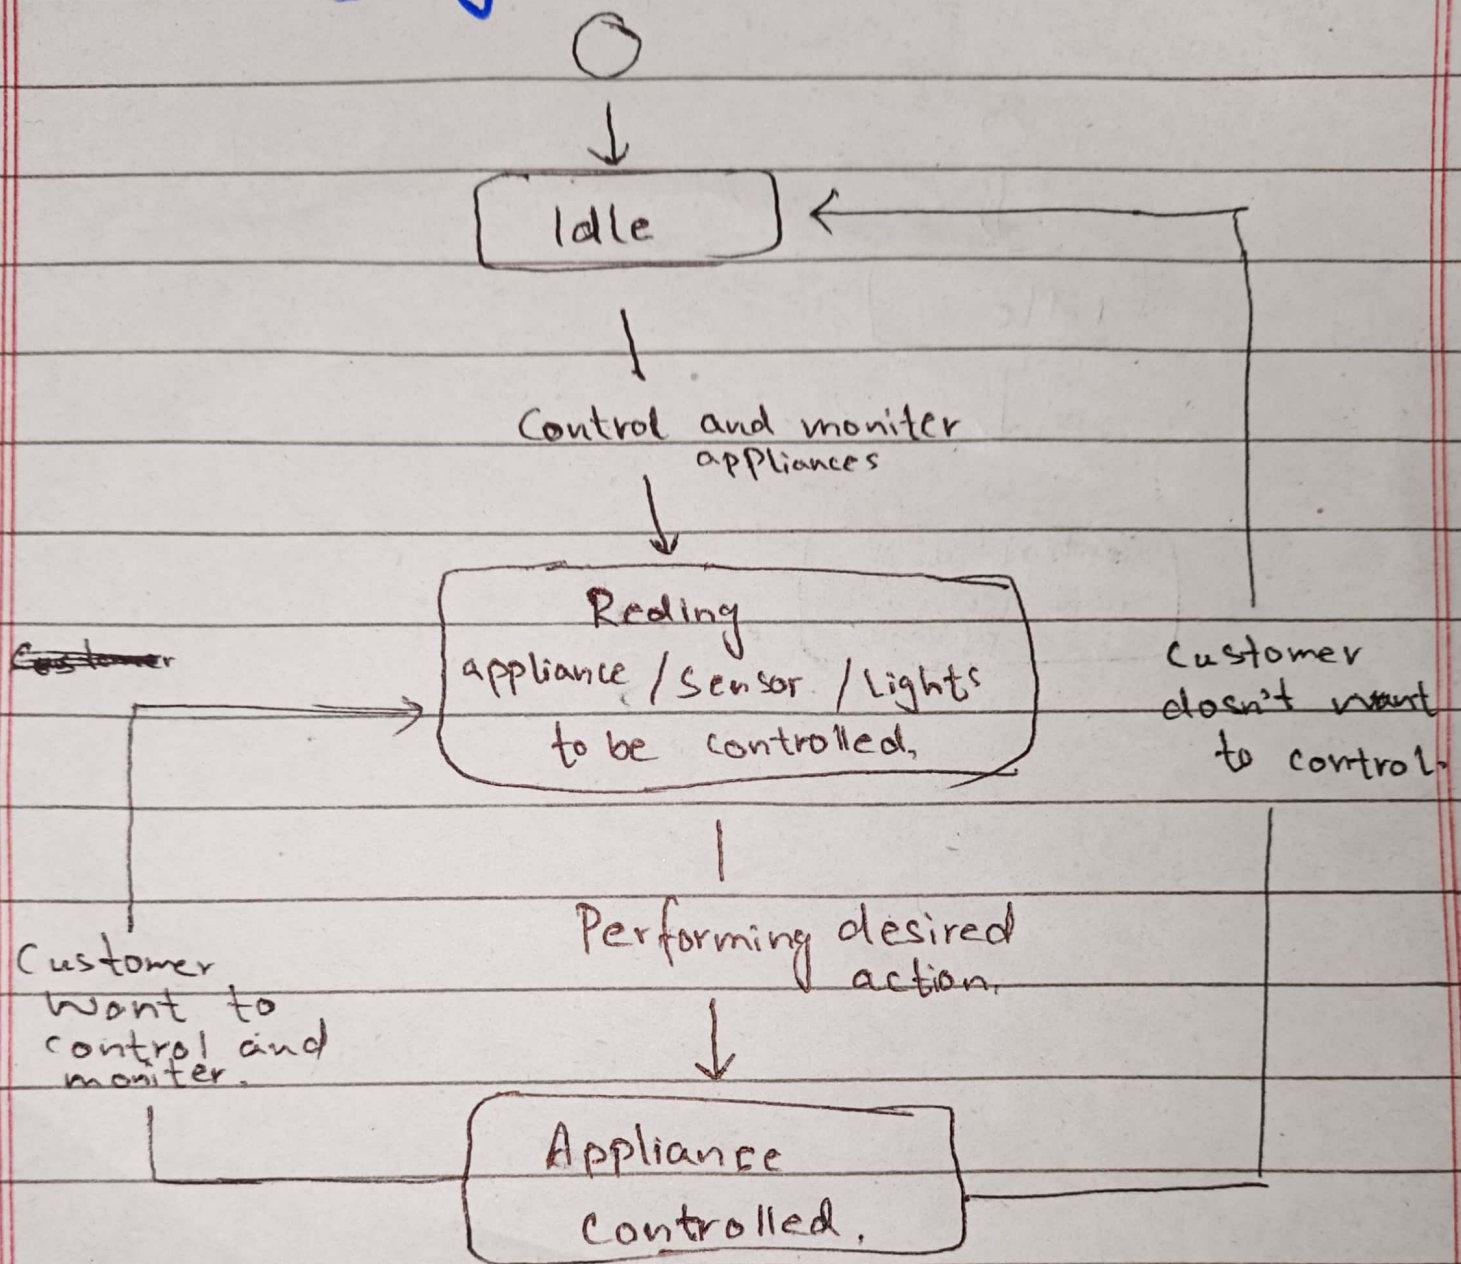 Idle
Control and moniter
appliances
Reding
appliance / Sensor / Lights
to be controlled.
Customer
Customer
dosn't want
to control.
Performing desired
action.
Customer
want to
control and
moniter.
Appliance
controlled.